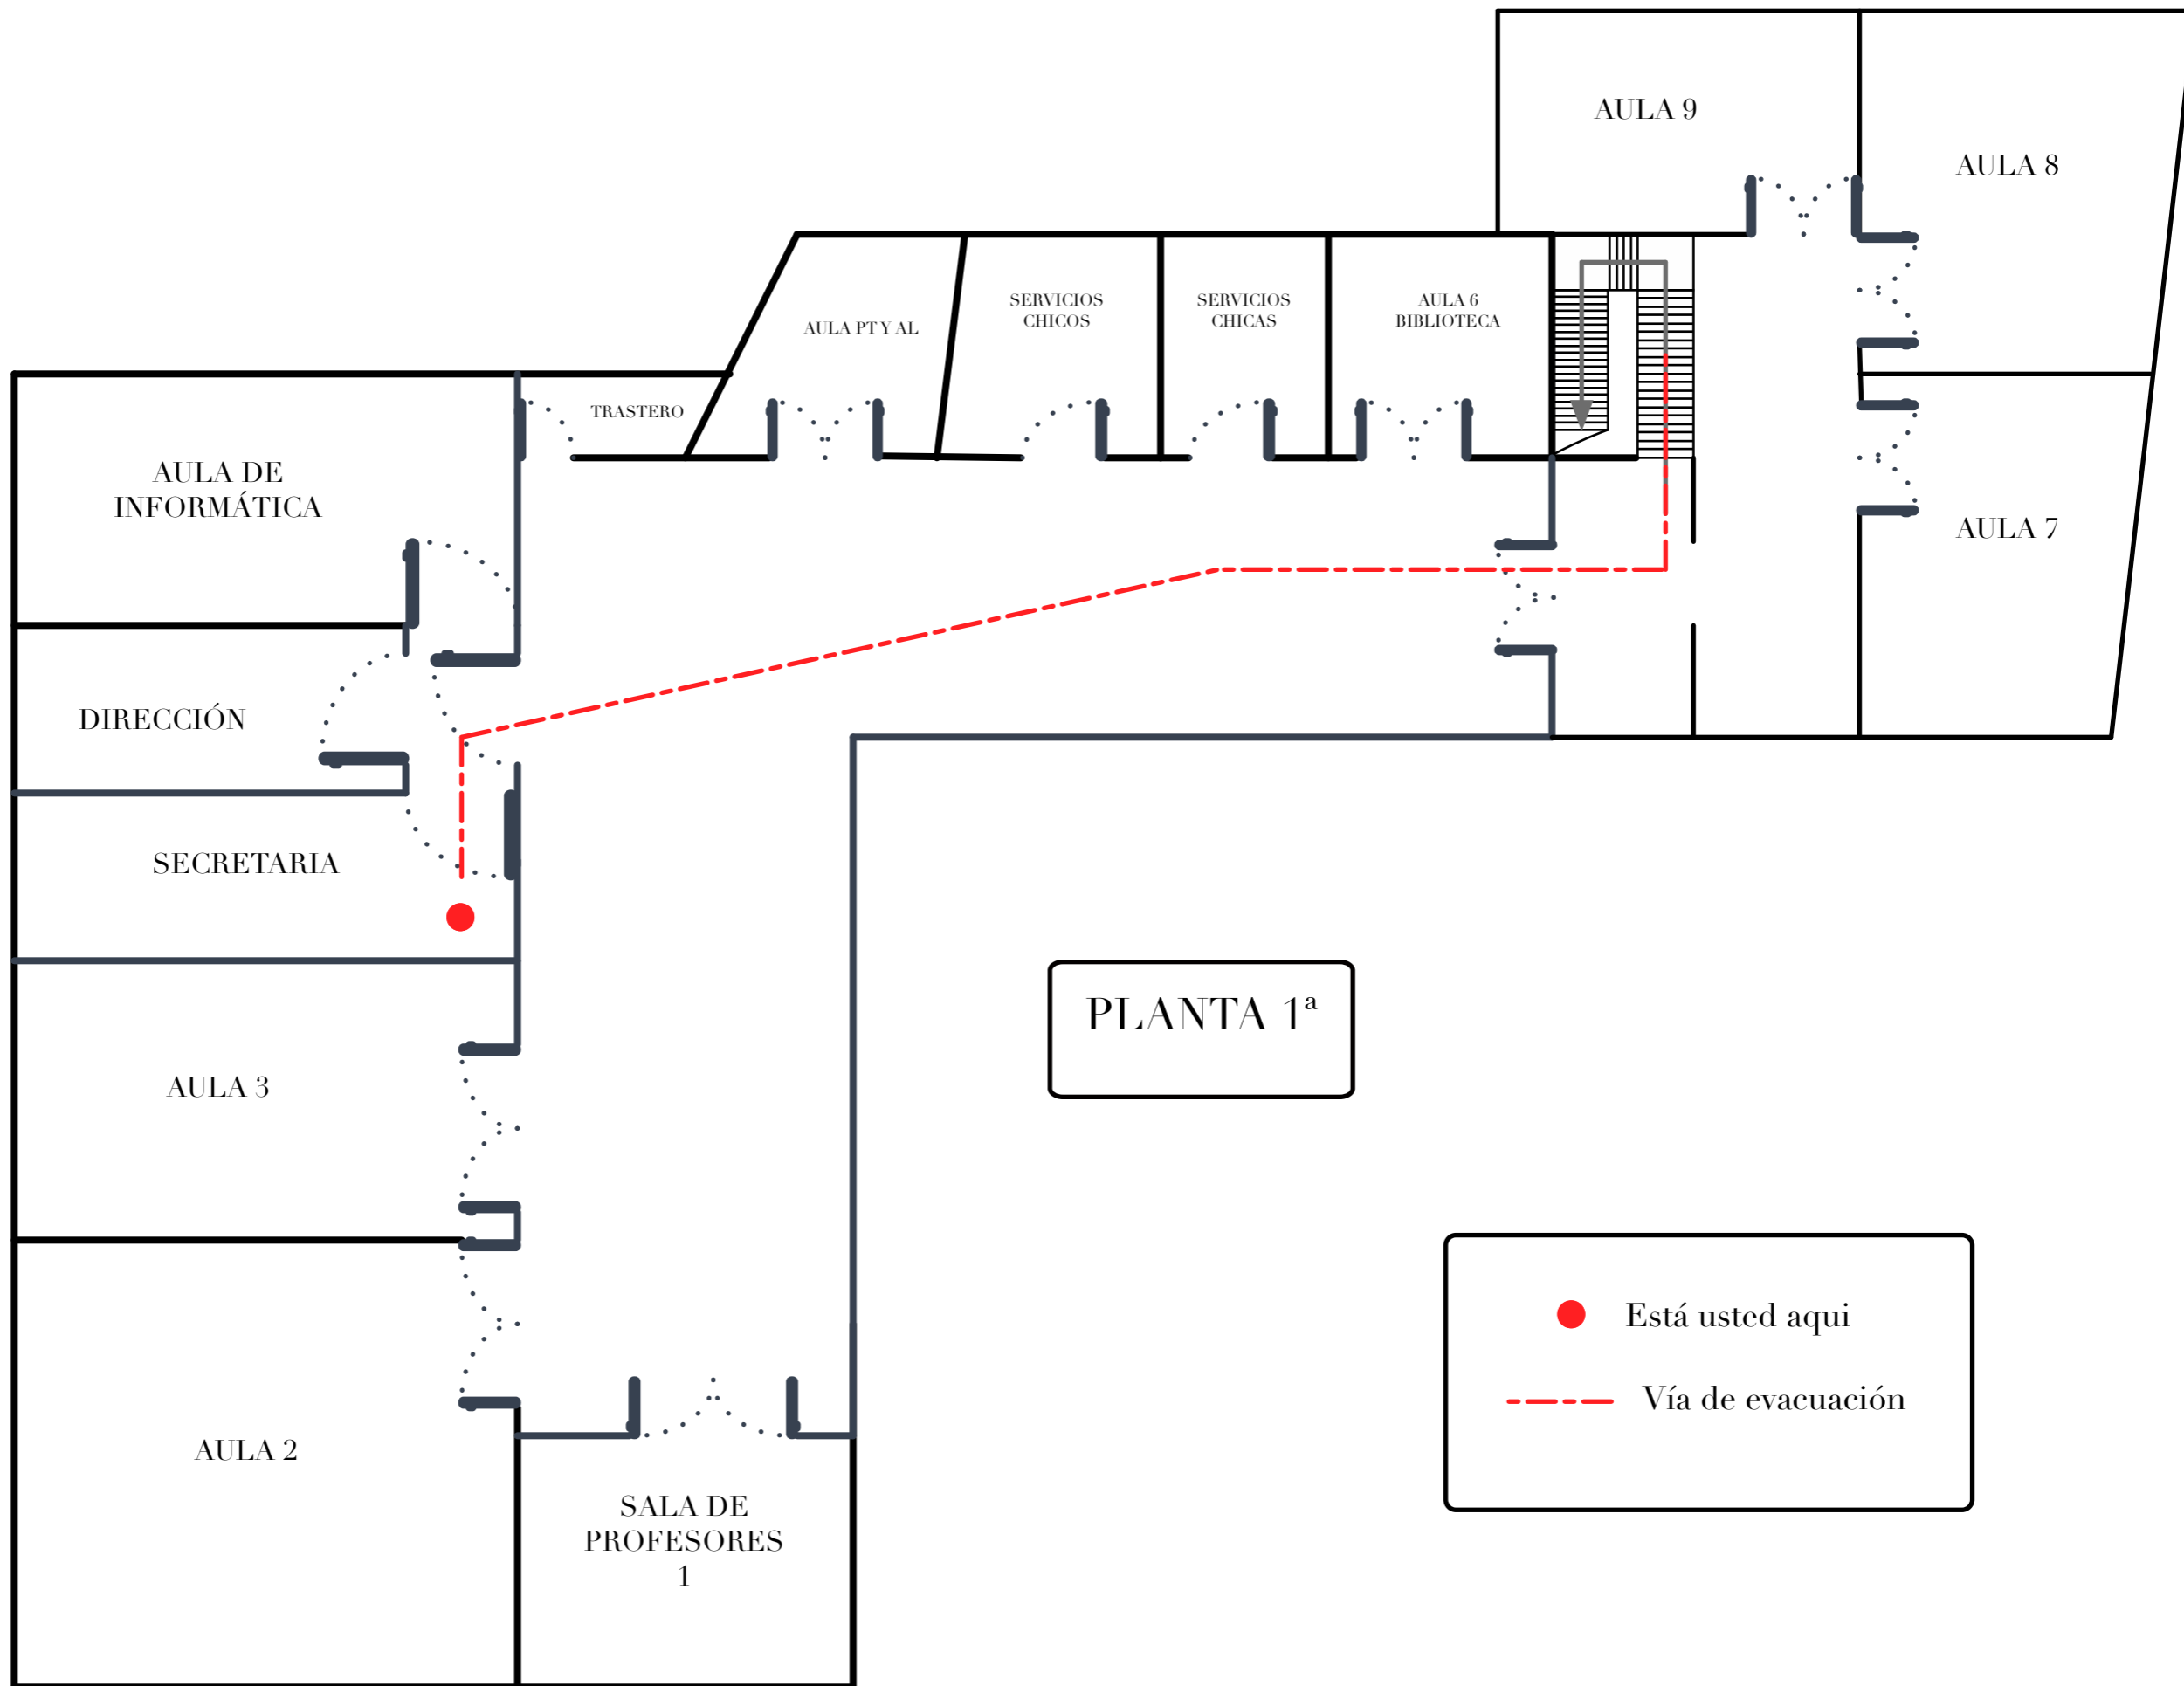 AULA 9
AULA 8
SERVICIOS
CHICOS
SERVICIOS
CHICAS
AULA 6
BIBLIOTECA
AULA PT Y AL
TRASTERO
AULA DE
INFORMÁTICA
AULA 7
DIRECCIÓN
SECRETARIA
PLANTA 1ª
AULA 3
Está usted aqui
Vía de evacuación
AULA 2
SALA DE
PROFESORES
1